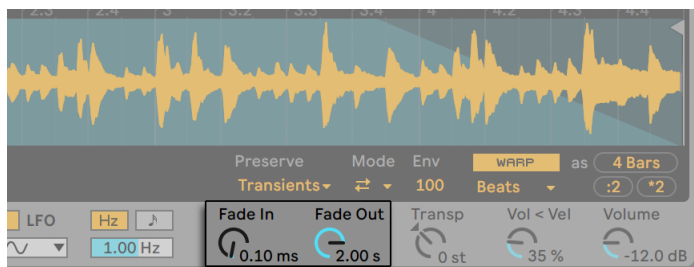 2.3 2.4 3 3.2 3.3 3.4 4 4.2 4.3 4.4
Preserve Mode Env WARP as 4 Bars
Transients 100 Beats :2 *2
LFO Hz Fade In Fade Out Transp Vol < Vel Volume
1.00 Hz 0.10 ms 2.00 s 0 st 35 % -12.0 dB